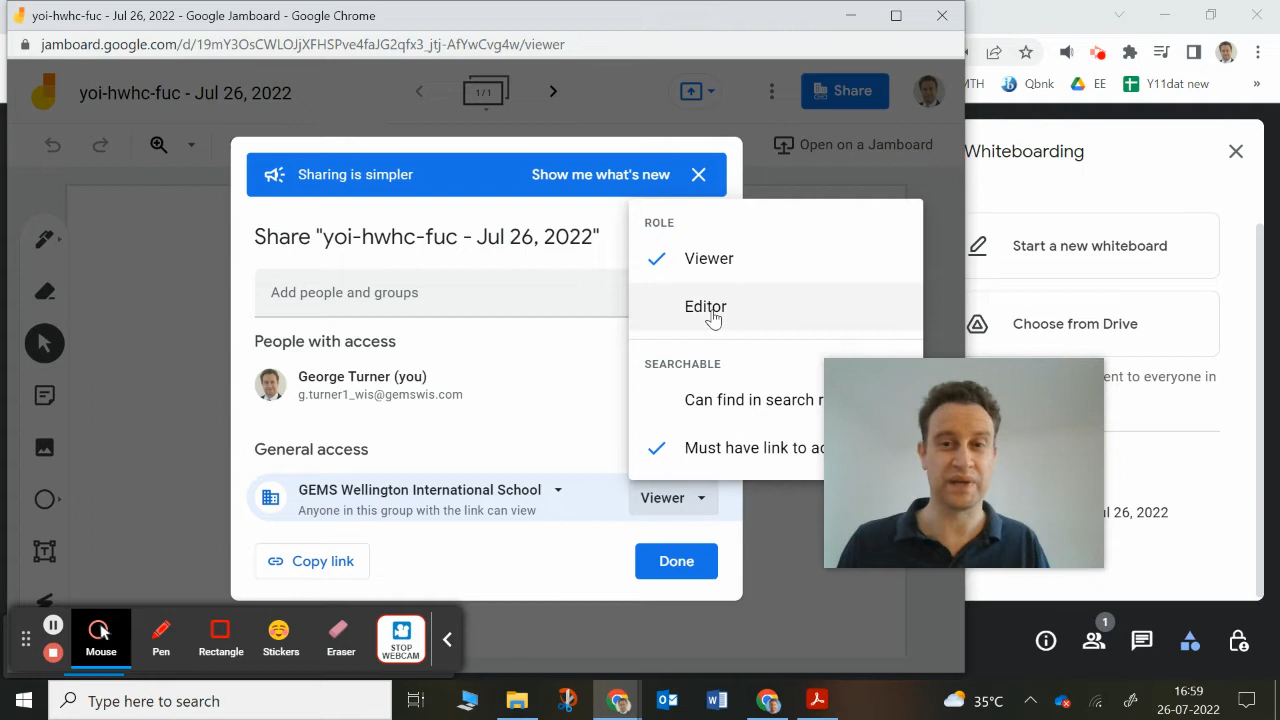 yoi-hwhc-fuc - Jul 26, 2022 - Google Jamboard - Google Chrome
jamboard.google.com/d/19mY3OsCWLOJjXFHSPve4faJG2qfx3_jtj-AfYwCvg4w/viewer
MTH
Qbnk
EE
Y11dat new
»
yoi-hwhc-fuc - Jul 26, 2022
1/1
Share
Open on a Jamboard
Sharing is simpler
Show me what's new
Share "yoi-hwhc-fuc - Jul 26, 2022"
Add people and groups
People with access
George Turner (you)
g.turner1_wis@gemswis.com
General access
GEMS Wellington International School
Anyone in this group with the link can view
Viewer
Copy link
Done
ROLE
Viewer
Editor
SEARCHABLE
Can find in search r
Must have link to ac
Whiteboarding
Start a new whiteboard
Choose from Drive
ent to everyone in
ul 26, 2022
1
Mouse
Pen
Rectangle
Stickers
Eraser
STOP
WEBCAM
Type here to search
35°C
16:59
26-07-2022